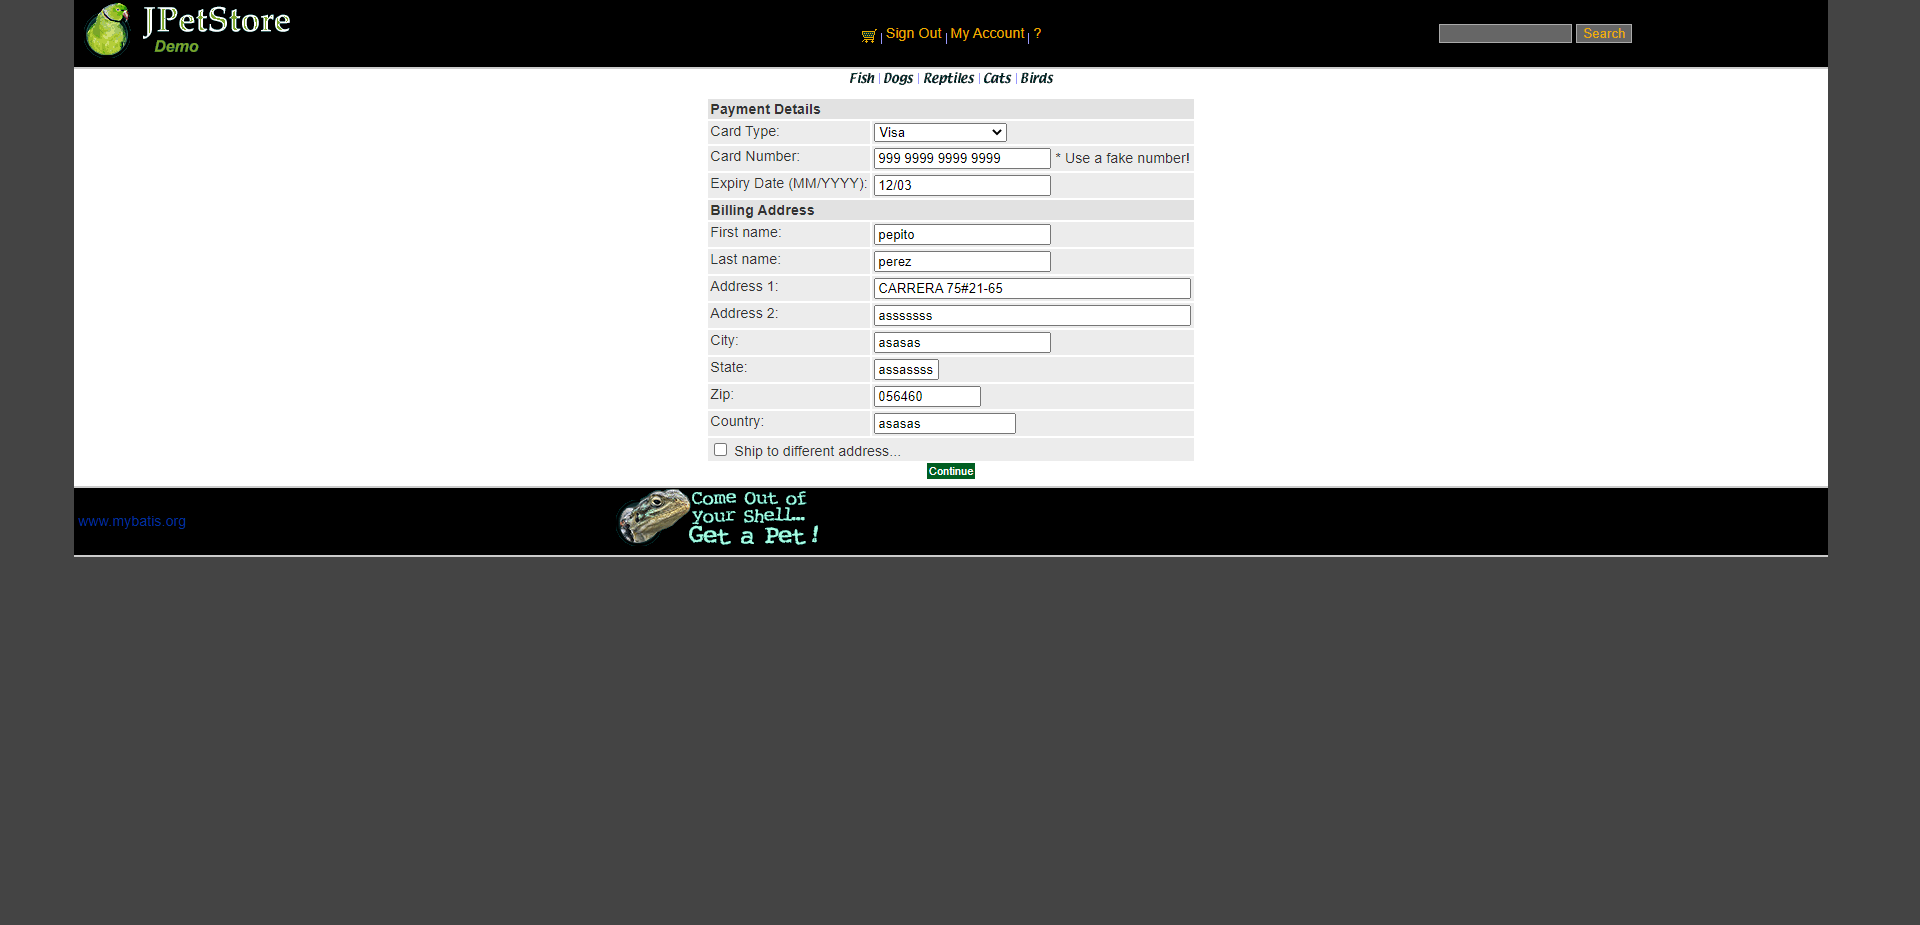 JPetStore
Demo
Sign Out My Account ?
Search
Fish Dogs Reptiles Cats Birds
Payment Details
Card Type: Visa
Card Number: 999 9999 9999 9999 * Use a fake number!
Expiry Date (MM/YYYY): 12/03
Billing Address
First name: pepito
Last name: perez
Address 1: CARRERA 75#21-65
Address 2: asssssss
City: asasas
State: assassss
Zip: 056460
Country: asasas
Ship to different address...
Continue
www.mybatis.org
Come Out of
Your Shell...
Get a Pet!